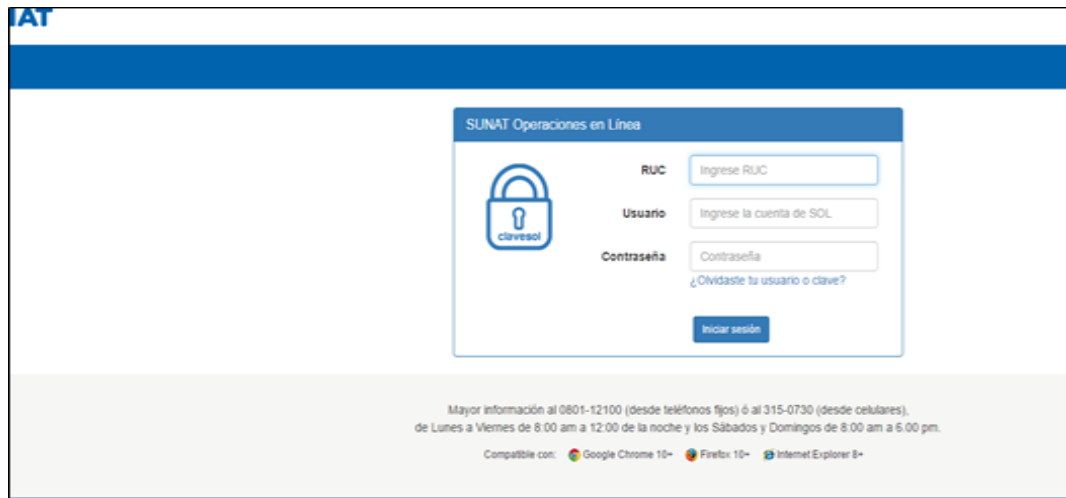 IAT
SUNAT Operaciones en Línea
RUC Ingrese RUC
clavesol
Usuario Ingrese la cuenta de SOL
Contraseña Contraseña
¿Olvidaste tu usuario o clave?
Iniciar sesión
Mayor información al 0801-12100 (desde teléfonos fijos) ó al 315-0730 (desde celulares),
de Lunes a Viernes de 8:00 am a 12:00 de la noche y los Sábados y Domingos de 8:00 am a 6.00 pm.
Compatible con: Google Chrome 10+ Firefox 10+ Internet Explorer 8+